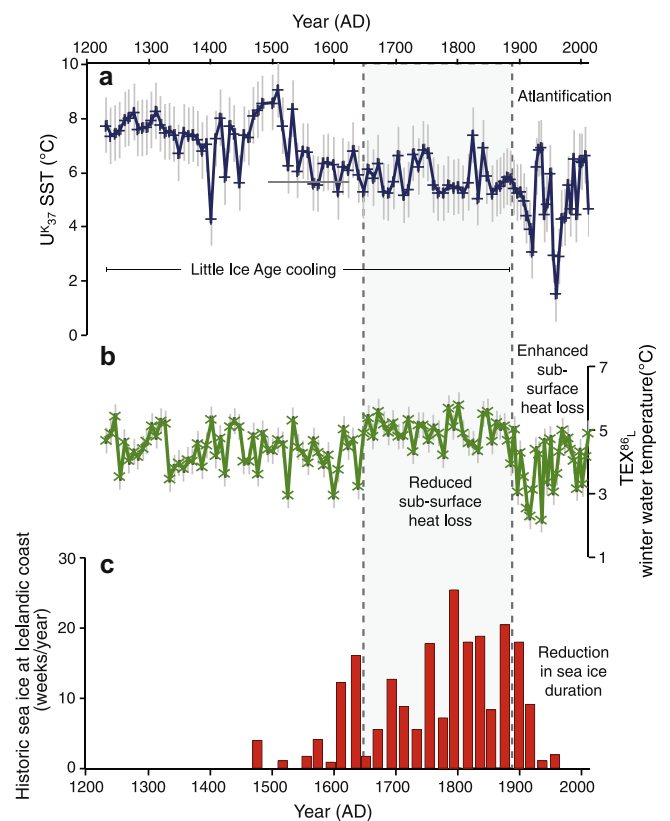 Year (AD)
1200 1300 1400 1500 1600 1700 1800 1900 2000
a
Atlantification
10
8
6
4
2
0
U^K_37 SST (°C)
Little Ice Age cooling
b
Enhanced
sub-
surface
heat loss
7
5
3
1
TEX^86_L
winter water temperature(°C)
Reduced
sub-surface
heat loss
c
30
20
10
0
Historic sea ice at Icelandic coast
(weeks/year)
Reduction
in sea ice
duration
1200 1300 1400 1500 1600 1700 1800 1900 2000
Year (AD)